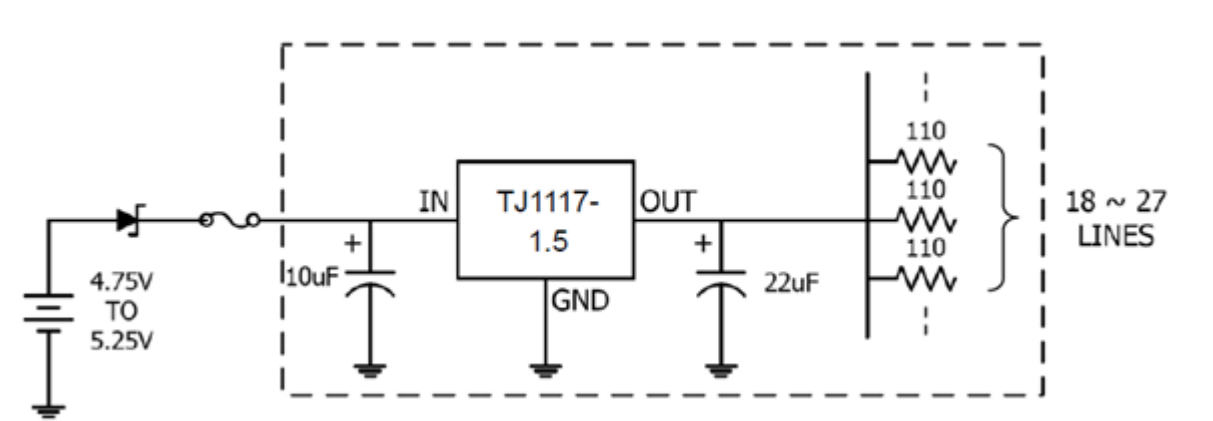 4.75V
TO
5.25V
+
10uF
IN
TJ1117-
1.5
GND
OUT
+
22uF
110
110
110
18 ~ 27
LINES